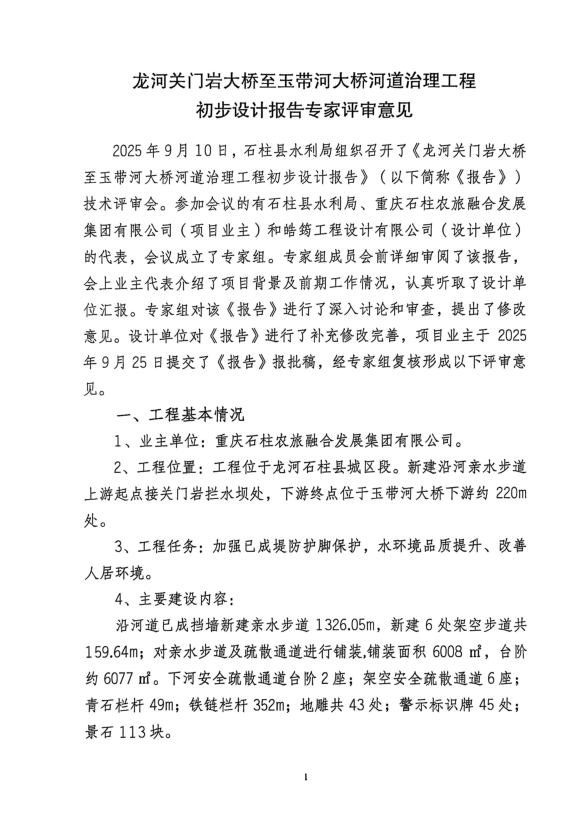 龙河关门岩大桥至玉带河大桥河道治理工程
初步设计报告专家评审意见
2025年9月10日，石柱县水利局组织召开了《龙河关门岩大桥
至玉带河大桥河道治理工程初步设计报告》（以下简称《报告》）
技术评审会。参加会议的有石柱县水利局、重庆石柱农旅融合发展
集团有限公司（项目业主）和皓筠工程设计有限公司（设计单位）
的代表，会议成立了专家组。专家组成员会前详细审阅了该报告，
会上业主代表介绍了项目背景及前期工作情况，认真听取了设计单
位汇报。专家组对该《报告》进行了深入讨论和审查，提出了修改
意见。设计单位对《报告》进行了补充修改完善，项目业主于 2025
年9月25日提交了《报告》报批稿，经专家组复核形成以下评审意
见。
一、工程基本情况
1、业主单位：重庆石柱农旅融合发展集团有限公司。
2、工程位置：工程位于龙河石柱县城区段。新建沿河亲水步道
上游起点接关门岩拦水坝处，下游终点位于玉带河大桥下游约 220m
处。
3、工程任务：加强已成堤防护脚保护，水环境品质提升、改善
人居环境。
4、主要建设内容：
沿河道已成挡墙新建亲水步道 1326.05m，新建 6 处架空步道共
159.64m；对亲水步道及疏散通道进行铺装,铺装面积 6008 ㎡，台阶
约 6077 ㎡。下河安全疏散通道台阶 2 座；架空安全疏散通道 6 座；
青石栏杆 49m；铁链栏杆 352m；地雕共 43 处；警示标识牌 45 处；
景石 113 块。
1